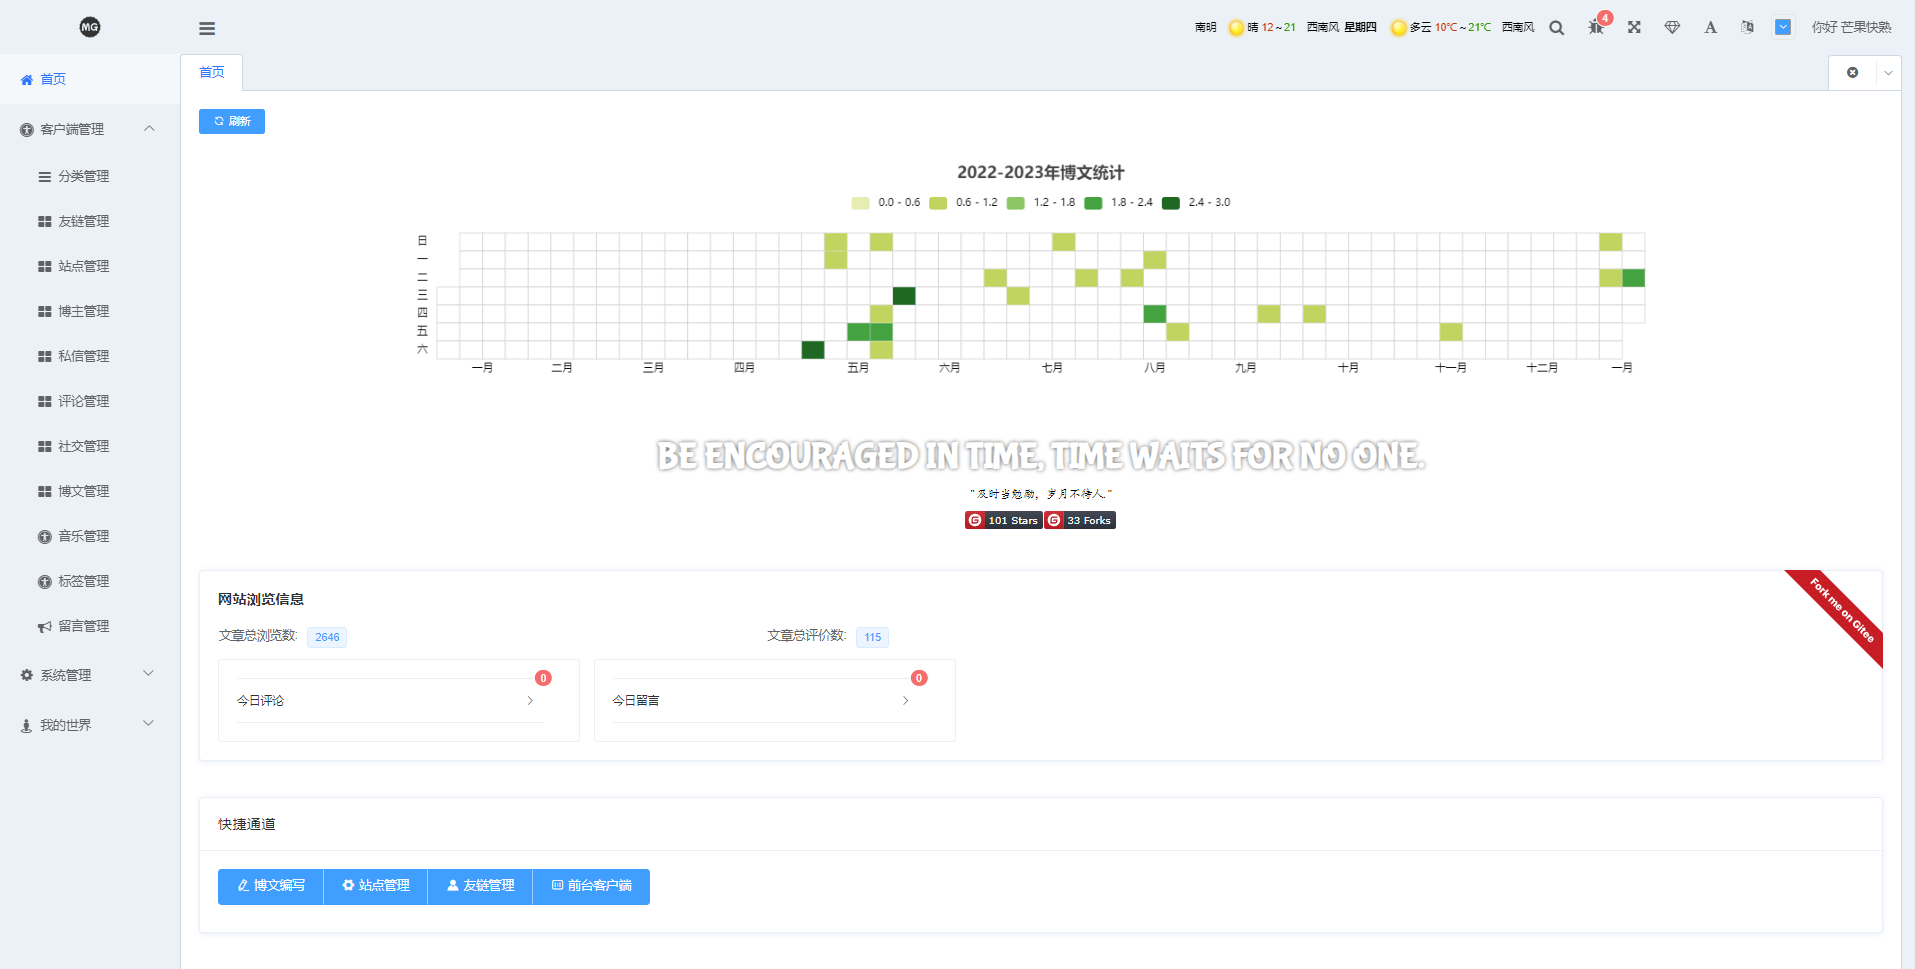 MG
南明 晴 12~21 西南风 星期四 多云 10℃~21℃ 西南风
4
A
你好 芒果快熟
首页
客户端管理
分类管理
友链管理
站点管理
博主管理
私信管理
评论管理
社交管理
博文管理
音乐管理
标签管理
留言管理
系统管理
我的世界
首页
刷新
2022-2023年博文统计
0.0 - 0.6 0.6 - 1.2 1.2 - 1.8 1.8 - 2.4 2.4 - 3.0
日
一
二
三
四
五
六
一月 二月 三月 四月 五月 六月 七月 八月 九月 十月 十一月 十二月 一月
BE ENCOURAGED IN TIME, TIME WAITS FOR NO ONE.
"及时当勉励，岁月不待人."
G 101 Stars G 33 Forks
网站浏览信息
Fork me on Gitee
文章总浏览数: 2646 文章总评价数: 115
0 0
今日评论 今日留言
快捷通道
博文编写 站点管理 友链管理 前台客户端